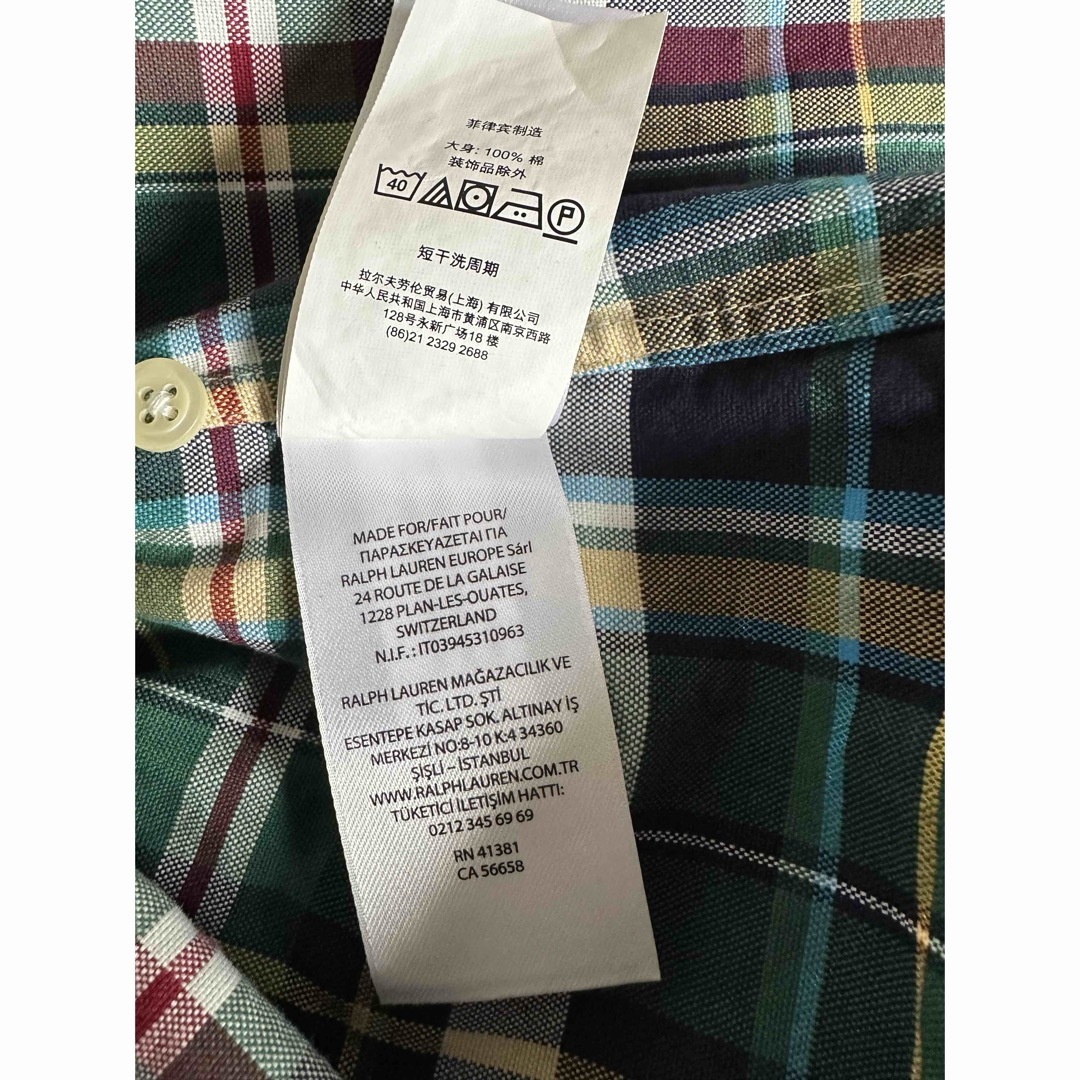 菲律宾制造
大身: 100% 棉
装饰品除外
40 P
短干洗周期
拉尔夫劳伦贸易(上海) 有限公司
中华人民共和国上海市黄浦区南京西路
128号永新广场18 楼
(86)21 2329 2688
MADE FOR/FAIT POUR/
ΠΑΡΑΣΚΕΥΑΖΕΤΑΙ ΓΙΑ
RALPH LAUREN EUROPE Sárl
24 ROUTE DE LA GALAISE
1228 PLAN-LES-OUATES,
SWITZERLAND
N.I.F. : IT03945310963
RALPH LAUREN MAĞAZACILIK VE
TİC. LTD. ŞTİ
ESENTEPE KASAP SOK. ALTINAY İŞ
MERKEZİ NO:8-10 K:4 34360
ŞİŞLİ – İSTANBUL
WWW.RALPHLAUREN.COM.TR
TÜKETİCİ İLETİŞİM HATTI:
0212 345 69 69
RN 41381
CA 56658